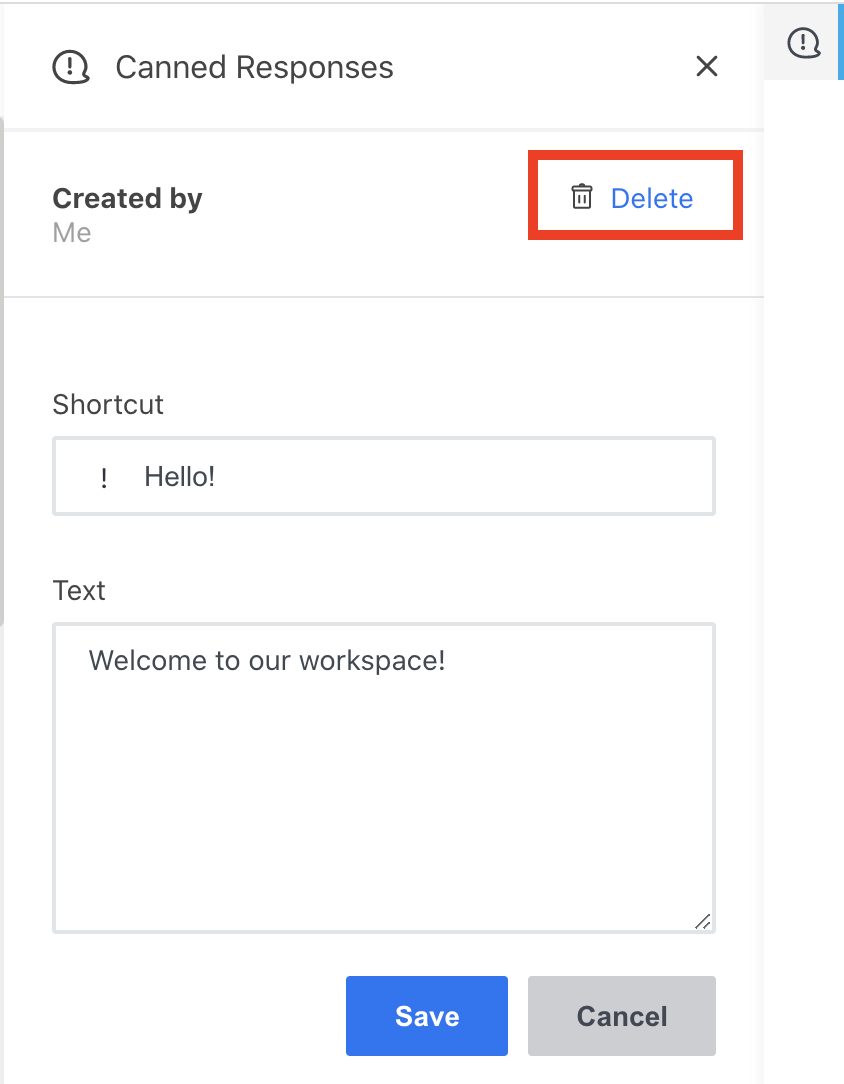 Canned Responses
Created by
Me
Delete
Shortcut
! Hello!
Text
Welcome to our workspace!
Save
Cancel